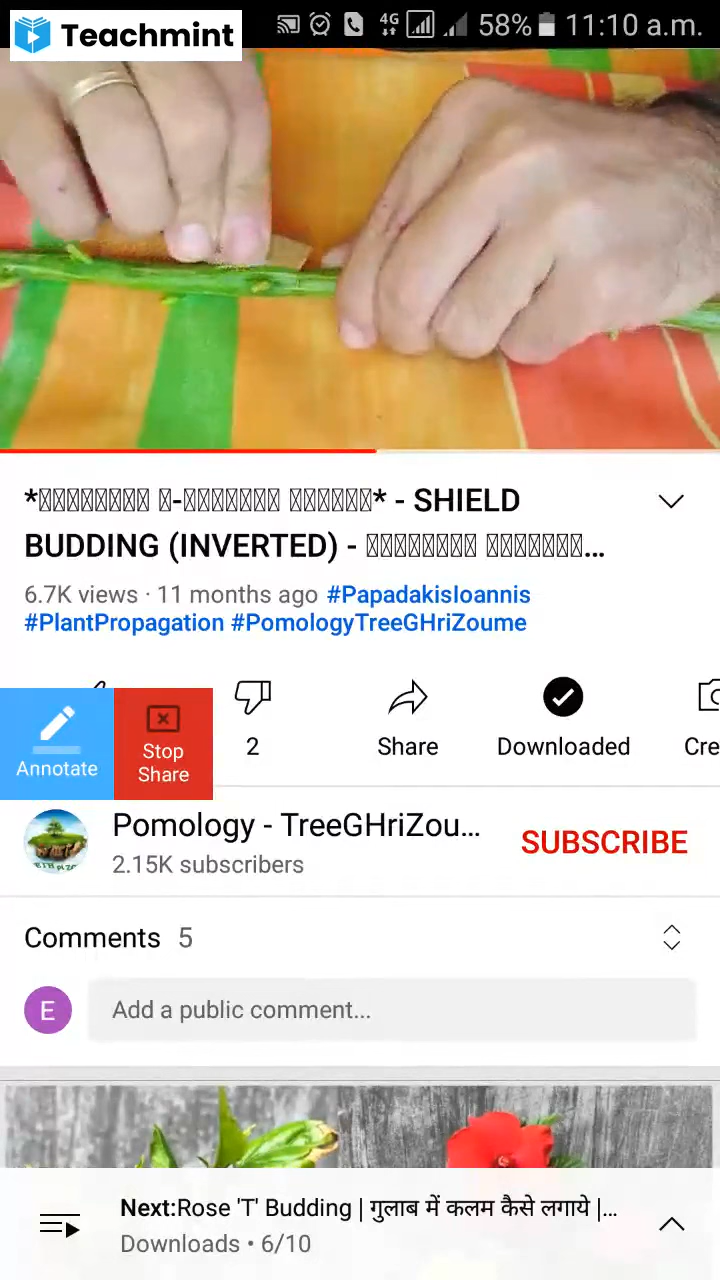 Teachmint
4G 58% 11:10 a.m.
- SHIELD
BUDDING (INVERTED) -
6.7K views · 11 months ago #PapadakisIoannis
#PlantPropagation #PomologyTreeGHriZoume
2
Share
Downloaded
Cre
Annotate
Stop
Share
Pomology - TreeGHriZou...
2.15K subscribers
SUBSCRIBE
Comments 5
E
Add a public comment...
Next:Rose 'T' Budding | गुलाब में कलम कैसे लगाये |...
Downloads • 6/10